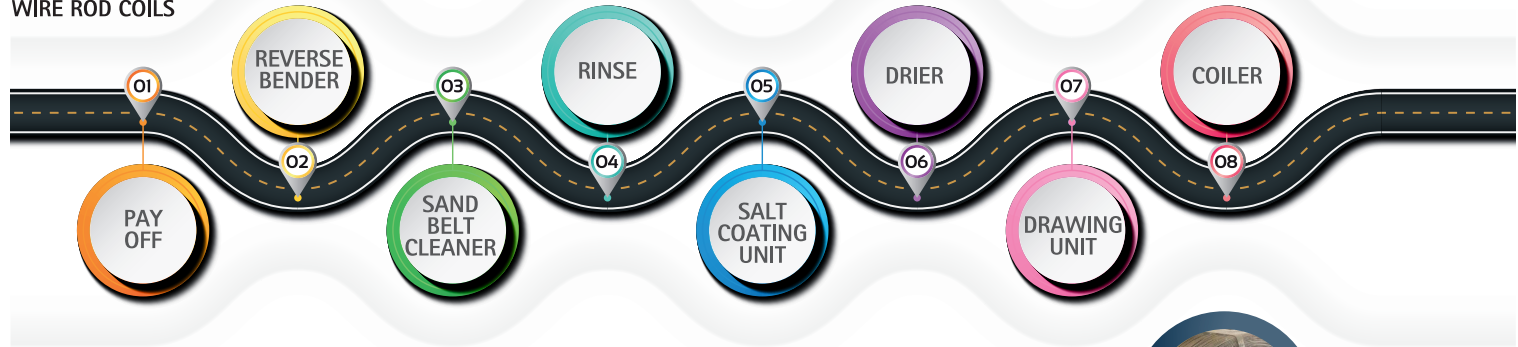 WIRE ROD COILS
01
PAY
OFF
02
REVERSE
BENDER
03
SAND
BELT
CLEANER
04
RINSE
05
SALT
COATING
UNIT
06
DRIER
07
DRAWING
UNIT
08
COILER